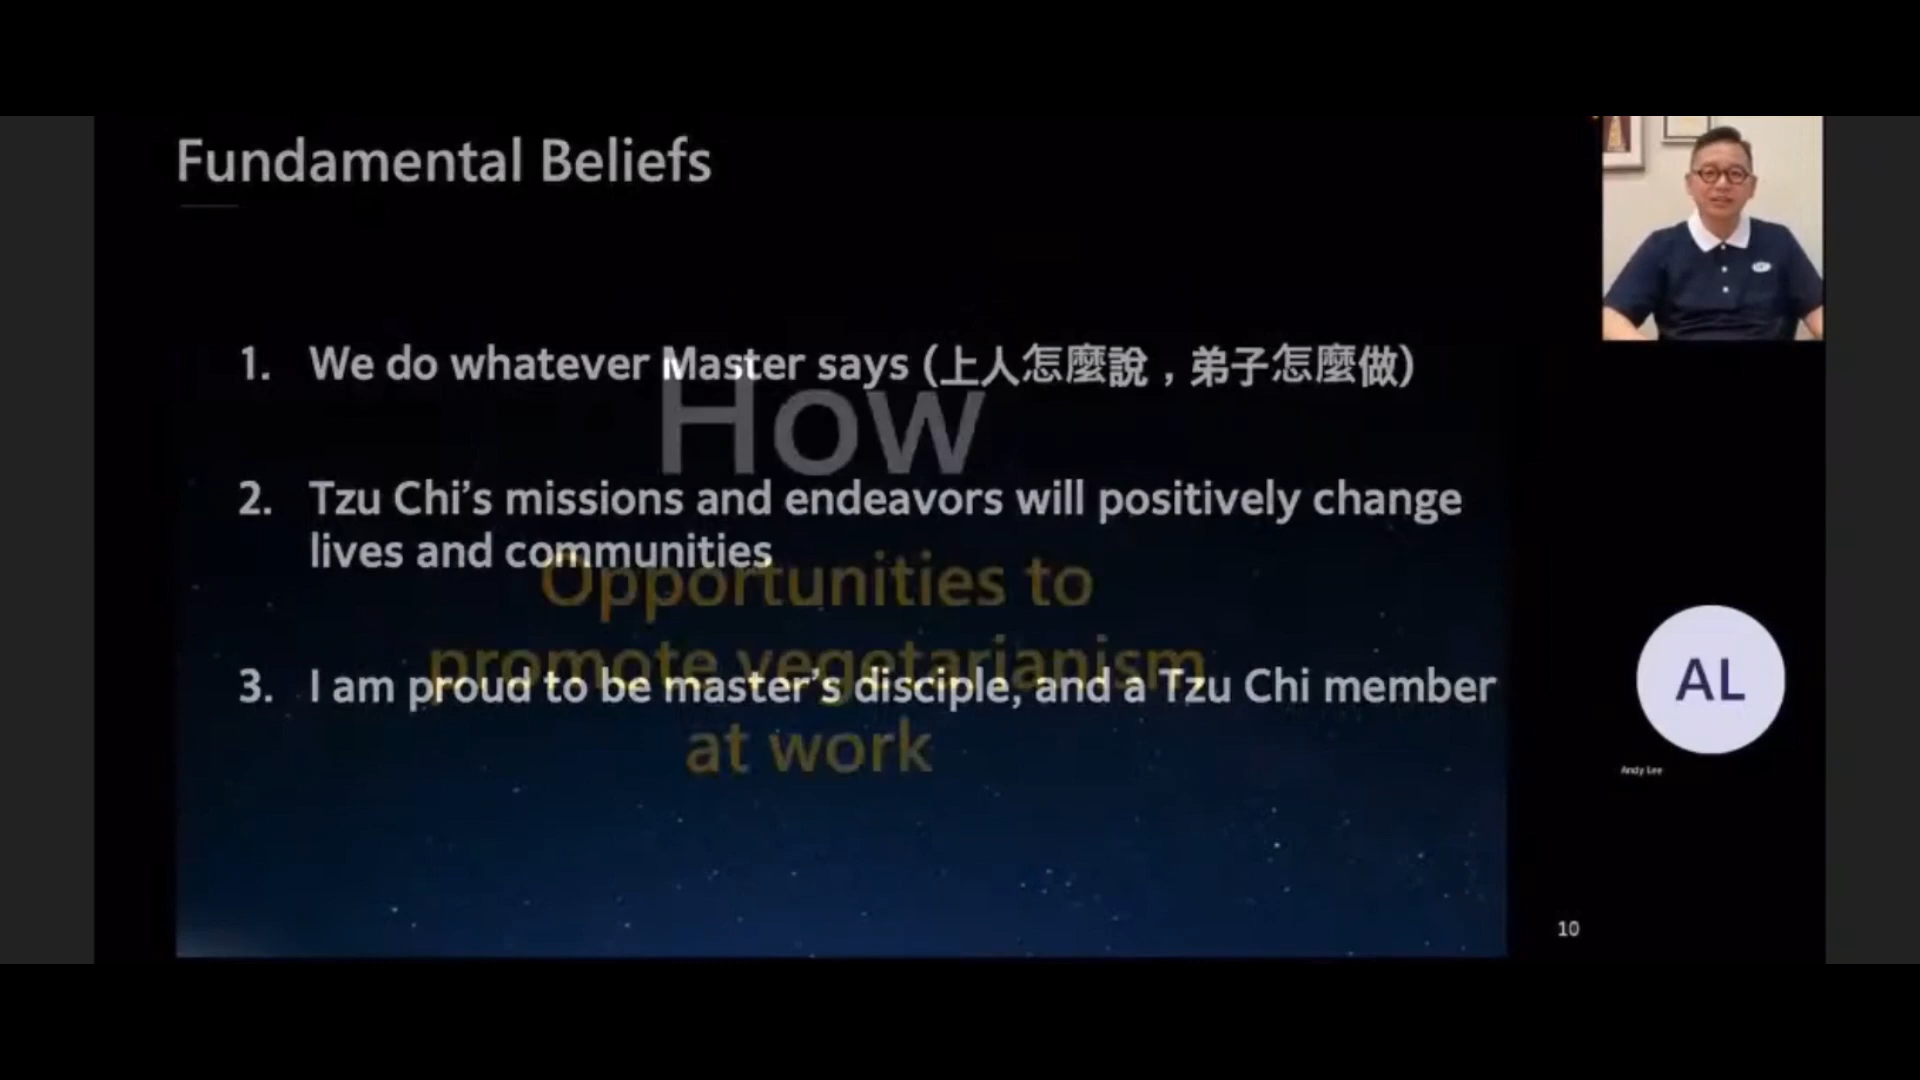 Fundamental Beliefs
1. We do whatever Master says (上人怎麼說，弟子怎麼做)
How
2. Tzu Chi's missions and endeavors will positively change
lives and communities
Opportunities to
promote vegetarianism
3. I am proud to be master's disciple, and a Tzu Chi member
at work
AL
Andy Lee
10